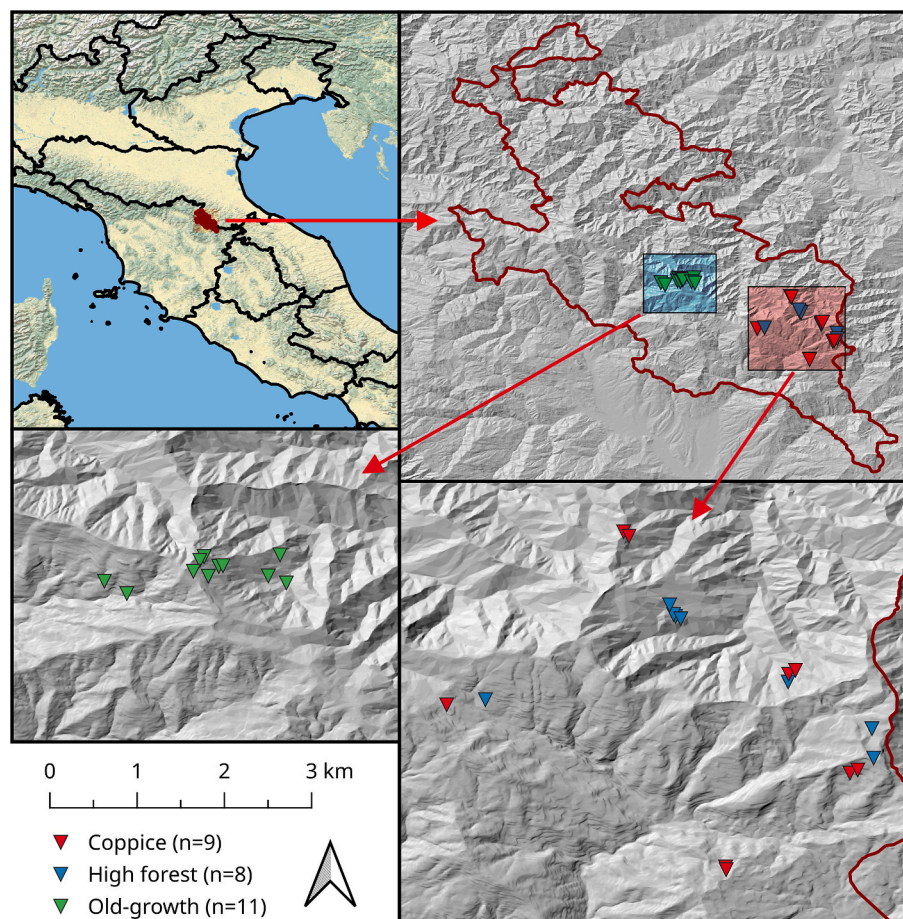 0 1 2 3 km
Coppice (n=9)
High forest (n=8)
Old-growth (n=11)